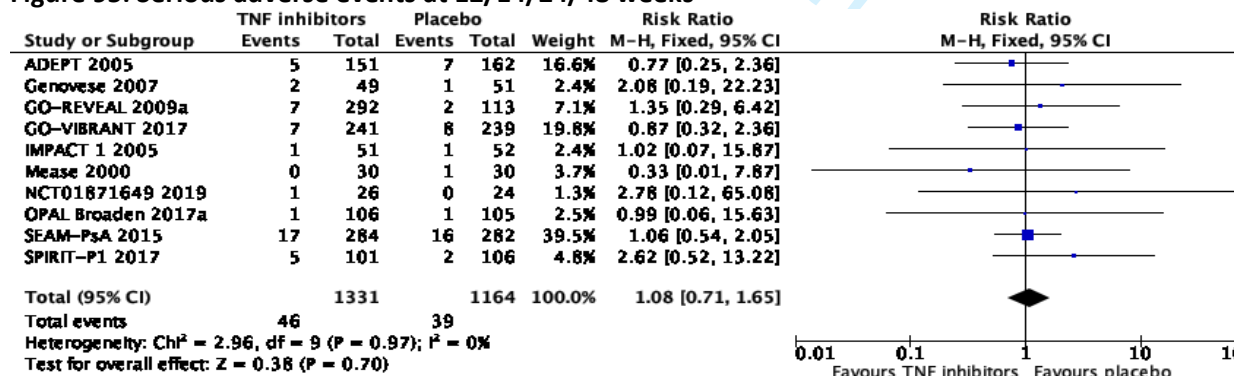 TNF inhibitors Placebo Risk Ratio Risk Ratio
Study or Subgroup Events Total Events Total Weight M-H, Fixed, 95% CI M-H, Fixed, 95% CI
ADEPT 2005 5 151 7 162 16.6% 0.77 [0.25, 2.36]
Genovese 2007 2 49 1 51 2.4% 2.08 [0.19, 22.23]
GO-REVEAL 2009a 7 292 2 113 7.1% 1.35 [0.29, 6.42]
GO-VIBRANT 2017 7 241 8 239 19.8% 0.87 [0.32, 2.36]
IMPACT 1 2005 1 51 1 52 2.4% 1.02 [0.07, 15.87]
Mease 2000 0 30 1 30 3.7% 0.33 [0.01, 7.87]
NCT01871649 2019 1 26 0 24 1.3% 2.78 [0.12, 65.08]
OPAL Broaden 2017a 1 106 1 105 2.5% 0.99 [0.06, 15.63]
SEAM-PsA 2015 17 284 16 282 39.5% 1.06 [0.54, 2.05]
SPIRIT-P1 2017 5 101 2 106 4.8% 2.62 [0.52, 13.22]
Total (95% CI) 1331 1164 100.0% 1.08 [0.71, 1.65]
Total events 46 39
Heterogeneity: Chi² = 2.96, df = 9 (P = 0.97); I² = 0%
Test for overall effect: Z = 0.38 (P = 0.70)
0.01 0.1 1 10
Favours TNF inhibitors Favours placebo